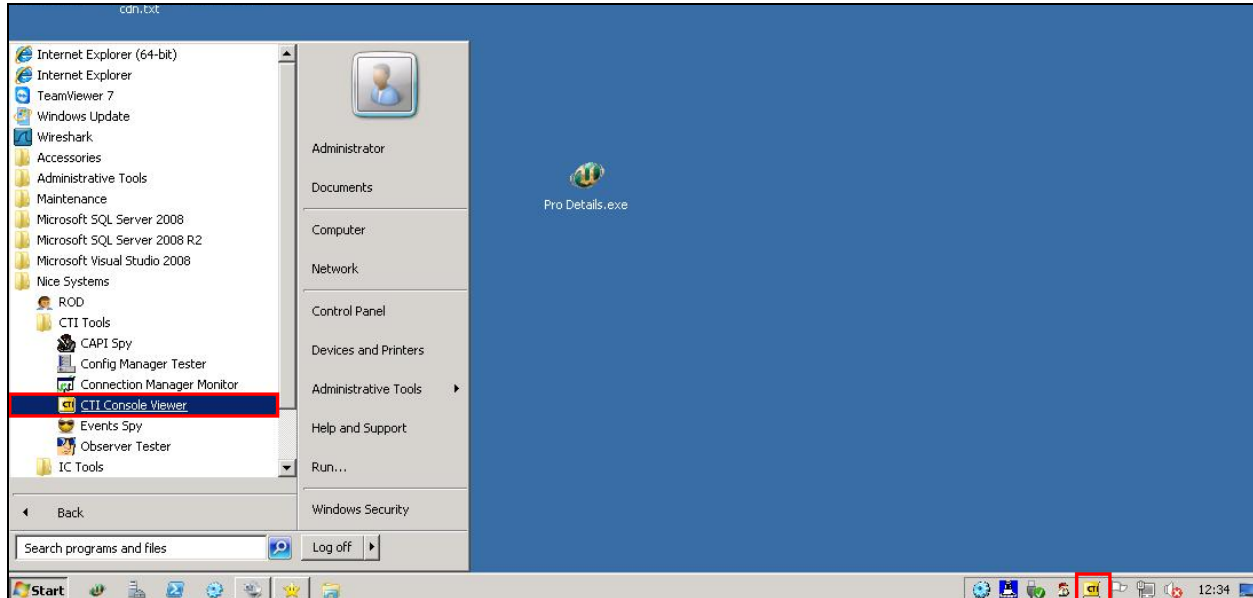 cdn.txt
Internet Explorer (64-bit)
Internet Explorer
TeamViewer 7
Windows Update
Wireshark
Accessories
Administrative Tools
Maintenance
Microsoft SQL Server 2008
Microsoft SQL Server 2008 R2
Microsoft Visual Studio 2008
Nice Systems
ROD
CTI Tools
CAPI Spy
Config Manager Tester
Connection Manager Monitor
CTI Console Viewer
Events Spy
Observer Tester
IC Tools
Back
Search programs and files
Administrator
Documents
Computer
Network
Control Panel
Devices and Printers
Administrative Tools
Help and Support
Run...
Windows Security
Log off
Pro Details.exe
Start
CTI
12:34